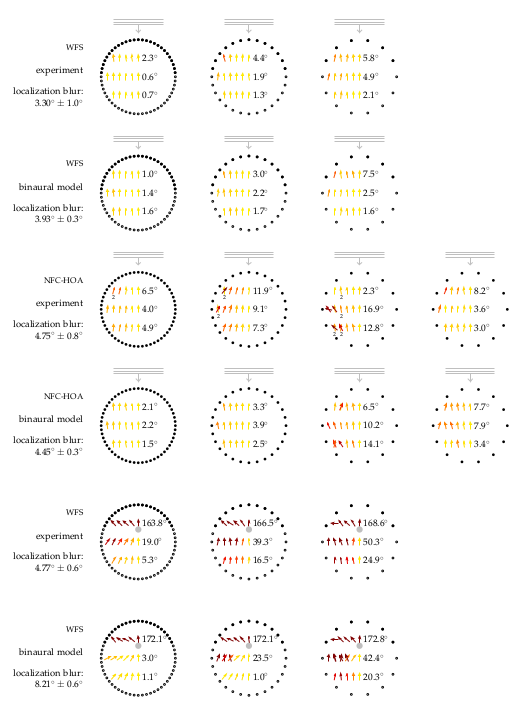 WFS
experiment
localization blur:
3.30° ± 1.0°
2.3°
0.6°
0.7°
4.4°
1.9°
1.3°
5.8°
4.9°
2.1°
WFS
binaural model
localization blur:
3.93° ± 0.3°
1.0°
1.4°
1.6°
3.0°
2.2°
1.7°
7.5°
2.5°
1.6°
NFC-HOA
experiment
localization blur:
4.75° ± 0.8°
6.5°
2
4.0°
4.9°
11.9°
2
9.1°
2
7.3°
2.3°
2
16.9°
2
12.8°
2 2
8.2°
3.6°
3.0°
NFC-HOA
binaural model
localization blur:
4.45° ± 0.3°
2.1°
2.2°
1.5°
3.3°
3.9°
2.5°
6.5°
10.2°
14.1°
7.7°
7.9°
3.4°
WFS
experiment
localization blur:
4.77° ± 0.6°
163.8°
19.0°
5.3°
166.5°
39.3°
16.5°
168.6°
50.3°
24.9°
WFS
binaural model
localization blur:
8.21° ± 0.6°
172.1°
3.0°
1.1°
172.1°
23.5°
1.0°
172.8°
42.4°
20.3°